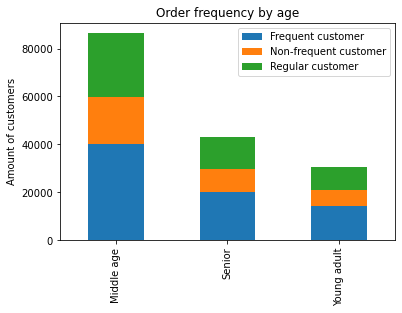 Order frequency by age
Frequent customer
Non-frequent customer
Regular customer
Amount of customers
80000
60000
40000
20000
0
Middle age
Senior
Young adult